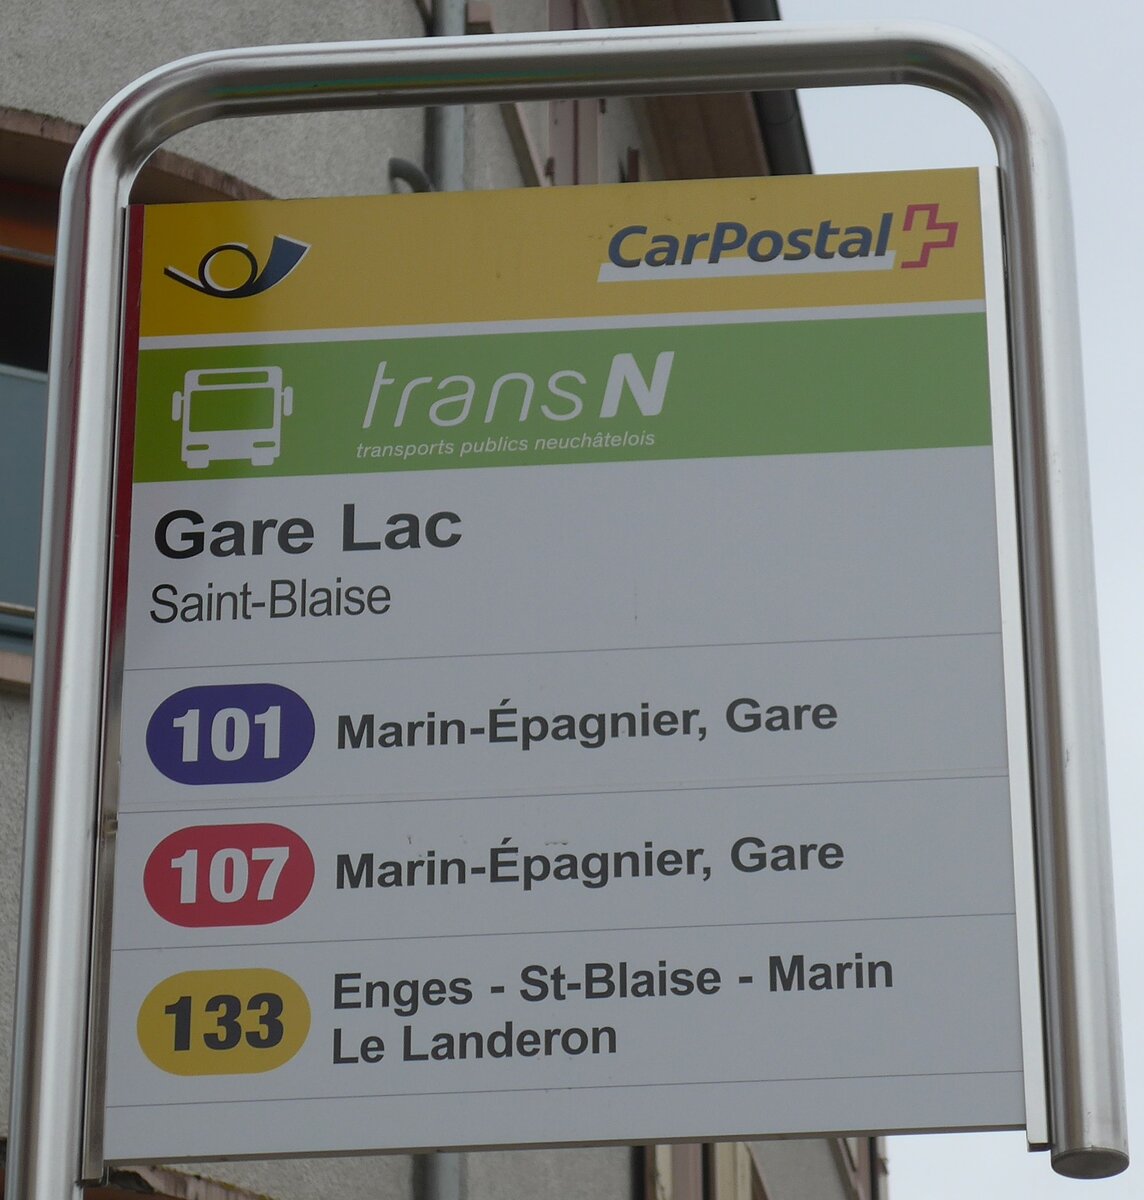 CarPostal
transN
transports publics neuchâtelois
Gare Lac
Saint-Blaise
101 Marin-Épagnier, Gare
107 Marin-Épagnier, Gare
133 Enges - St-Blaise - Marin
Le Landeron